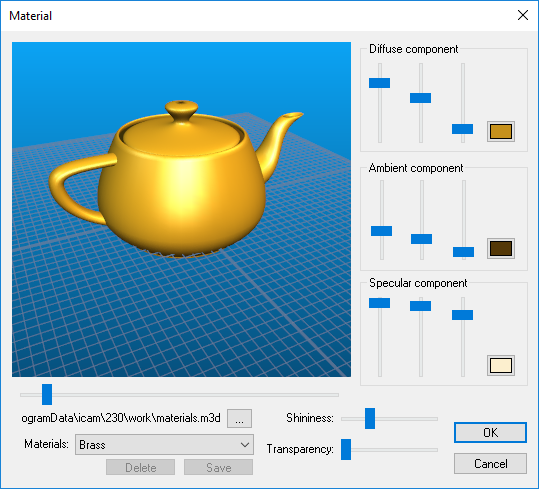 Material
Diffuse component
Ambient component
Specular component
ogramData\icam\230\work\materials.m3d ...
Shininess:
Materials: Brass
Transparency:
OK
Delete Save
Cancel